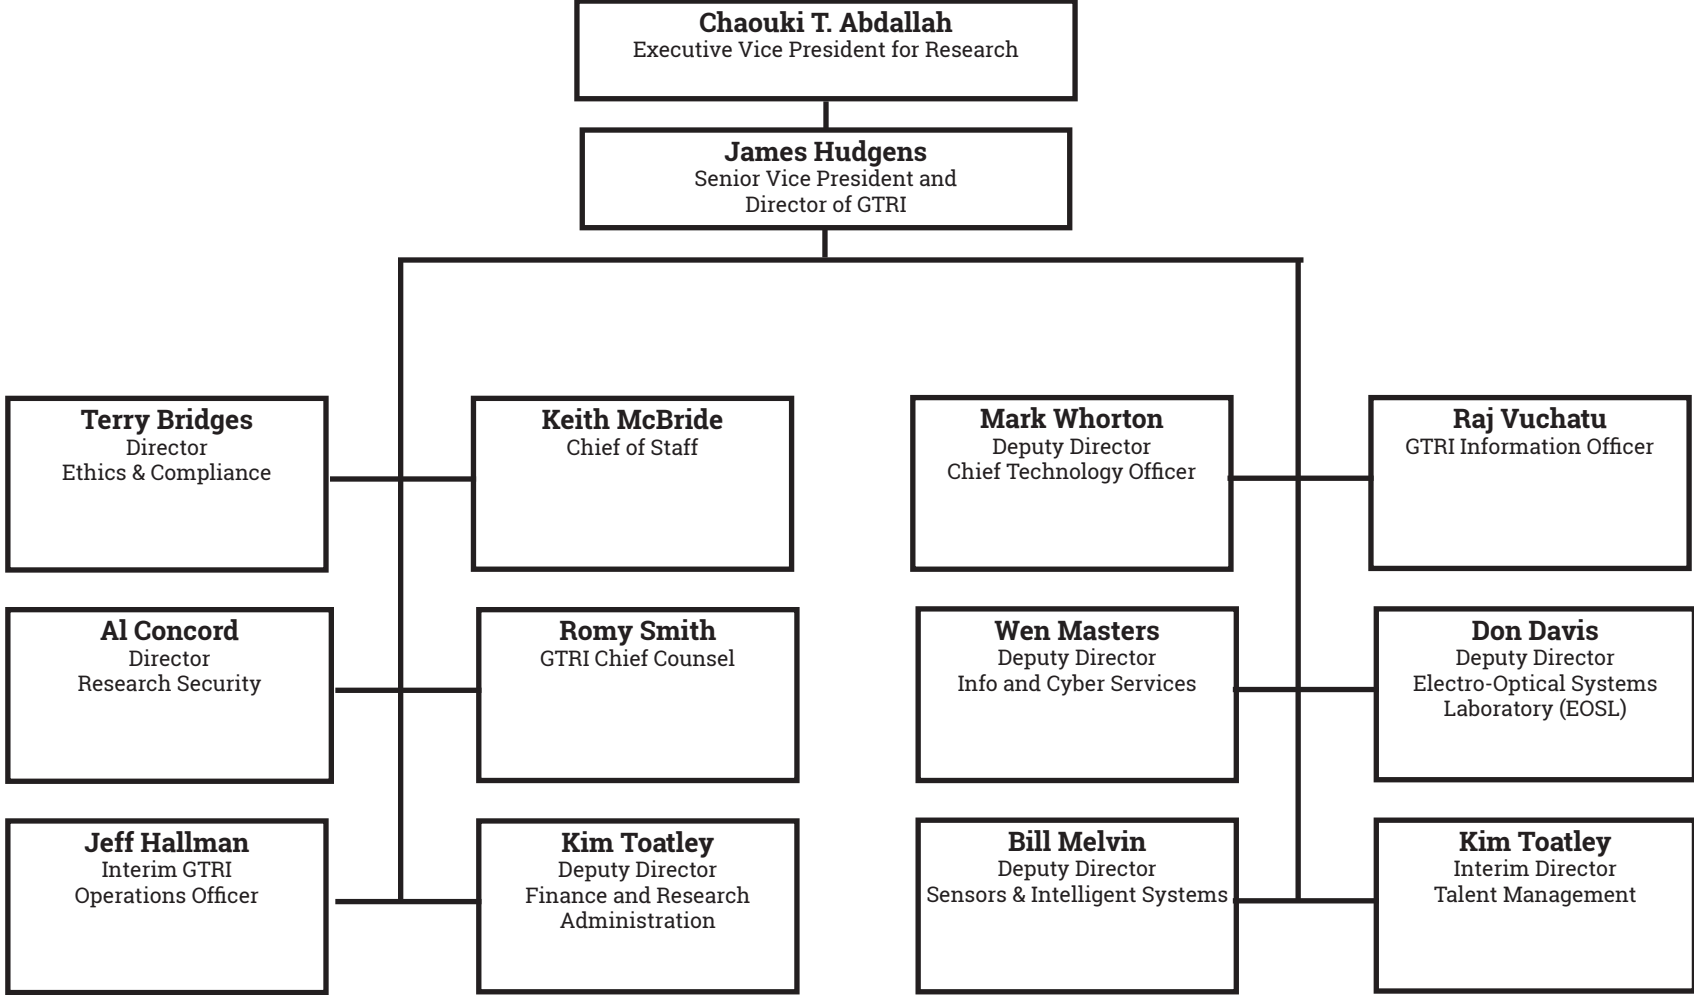 Chaouki T. Abdallah
Executive Vice President for Research
James Hudgens
Senior Vice President and
Director of GTRI
Terry Bridges
Director
Ethics & Compliance
Keith McBride
Chief of Staff
Mark Whorton
Deputy Director
Chief Technology Officer
Raj Vuchatu
GTRI Information Officer
Al Concord
Director
Research Security
Romy Smith
GTRI Chief Counsel
Wen Masters
Deputy Director
Info and Cyber Services
Don Davis
Deputy Director
Electro-Optical Systems
Laboratory (EOSL)
Jeff Hallman
Interim GTRI
Operations Officer
Kim Toatley
Deputy Director
Finance and Research
Administration
Bill Melvin
Deputy Director
Sensors & Intelligent Systems
Kim Toatley
Interim Director
Talent Management